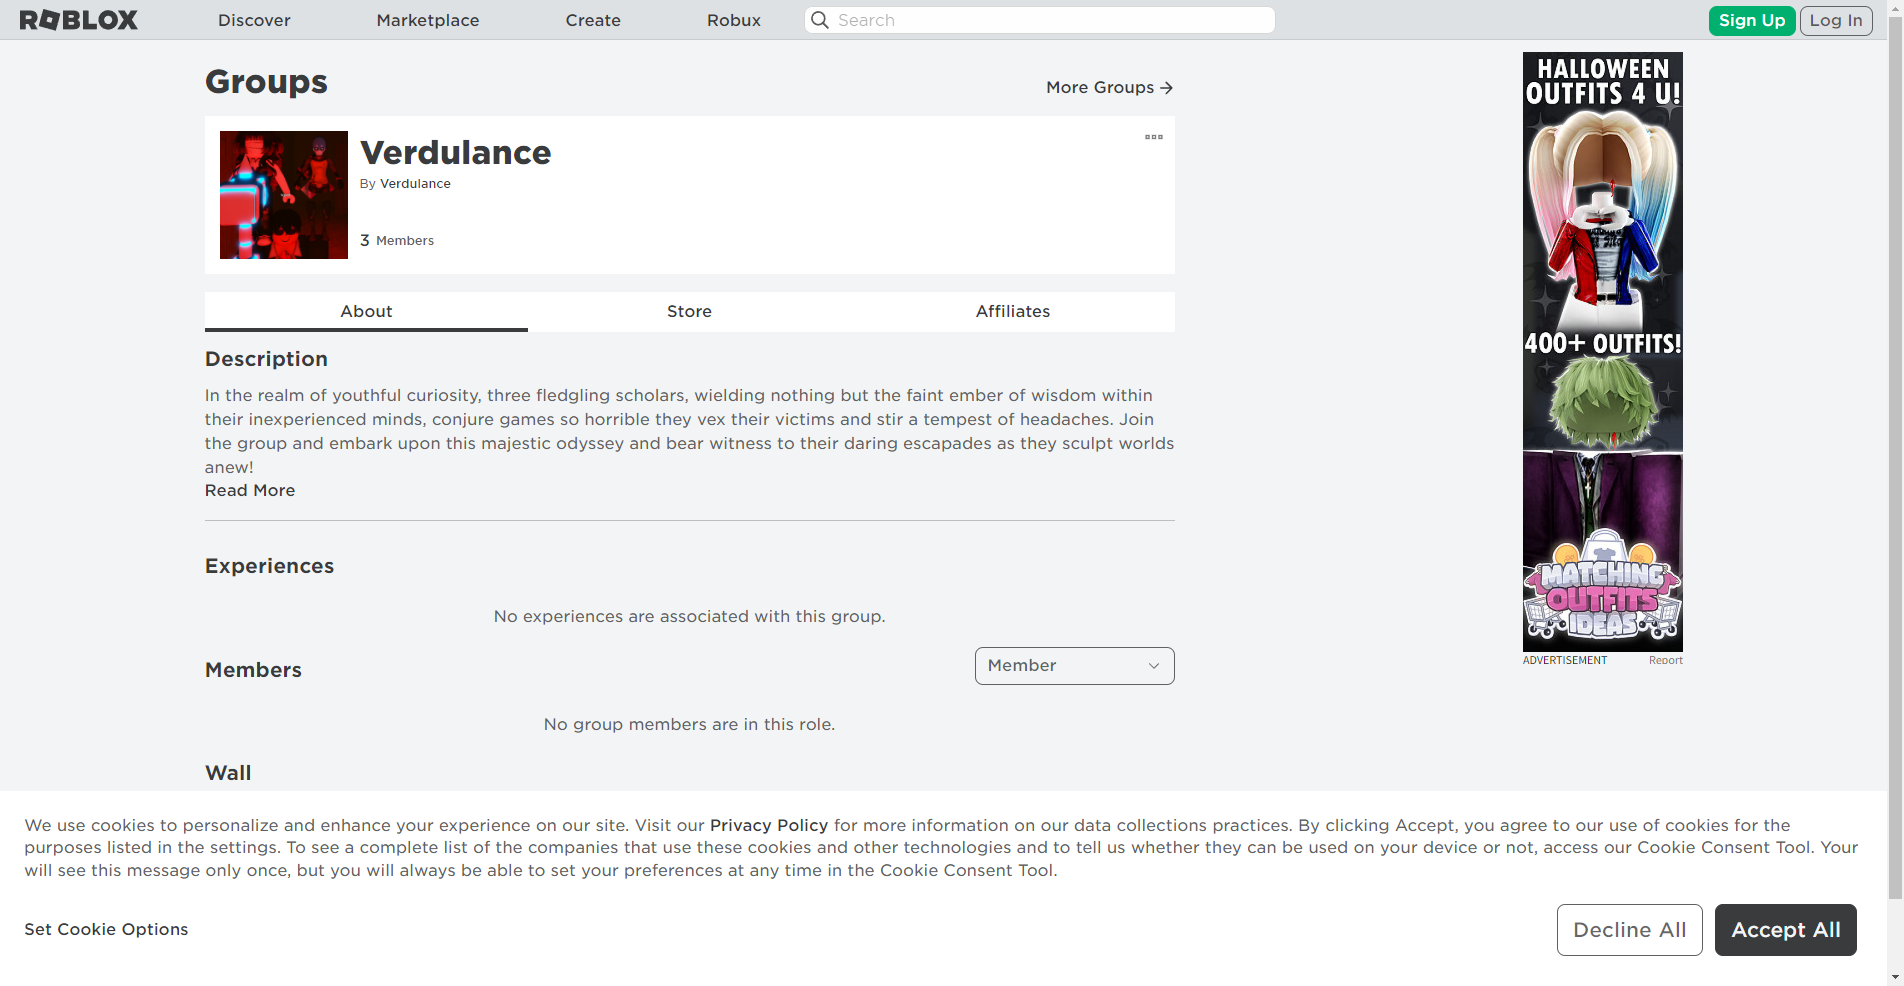 ROBLOX
Discover
Marketplace
Create
Robux
Search
Sign Up
Log In
Groups
More Groups →
Verdulance
By Verdulance
3 Members
About
Store
Affiliates
Description
In the realm of youthful curiosity, three fledgling scholars, wielding nothing but the faint ember of wisdom within
their inexperienced minds, conjure games so horrible they vex their victims and stir a tempest of headaches. Join
the group and embark upon this majestic odyssey and bear witness to their daring escapades as they sculpt worlds
anew!
Read More
Experiences
No experiences are associated with this group.
Members
Member
No group members are in this role.
Wall
HALLOWEEN
OUTFITS 4 U!
400+ OUTFITS!
MATCHING
OUTFITS
IDEAS
ADVERTISEMENT
Report
We use cookies to personalize and enhance your experience on our site. Visit our Privacy Policy for more information on our data collections practices. By clicking Accept, you agree to our use of cookies for the
purposes listed in the settings. To see a complete list of the companies that use these cookies and other technologies and to tell us whether they can be used on your device or not, access our Cookie Consent Tool. Your
will see this message only once, but you will always be able to set your preferences at any time in the Cookie Consent Tool.
Set Cookie Options
Decline All
Accept All